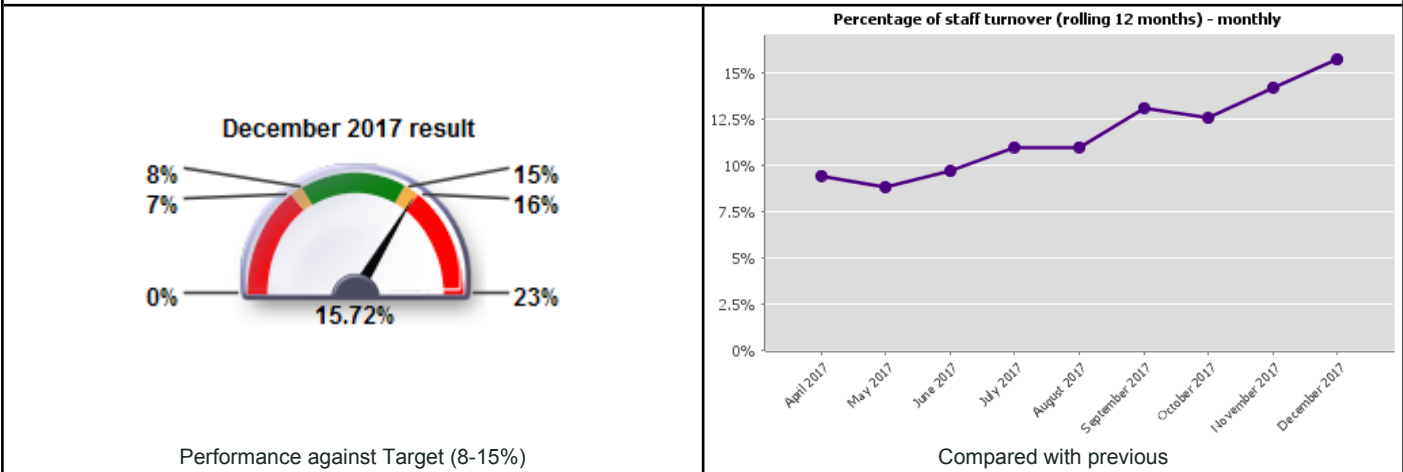 December 2017 result
8%
7%
0%
15%
16%
23%
15.72%
Performance against Target (8-15%)
Percentage of staff turnover (rolling 12 months) - monthly
15%
12.5%
10%
7.5%
5%
2.5%
0%
April 2017
May 2017
June 2017
July 2017
August 2017
September 2017
October 2017
November 2017
December 2017
Compared with previous